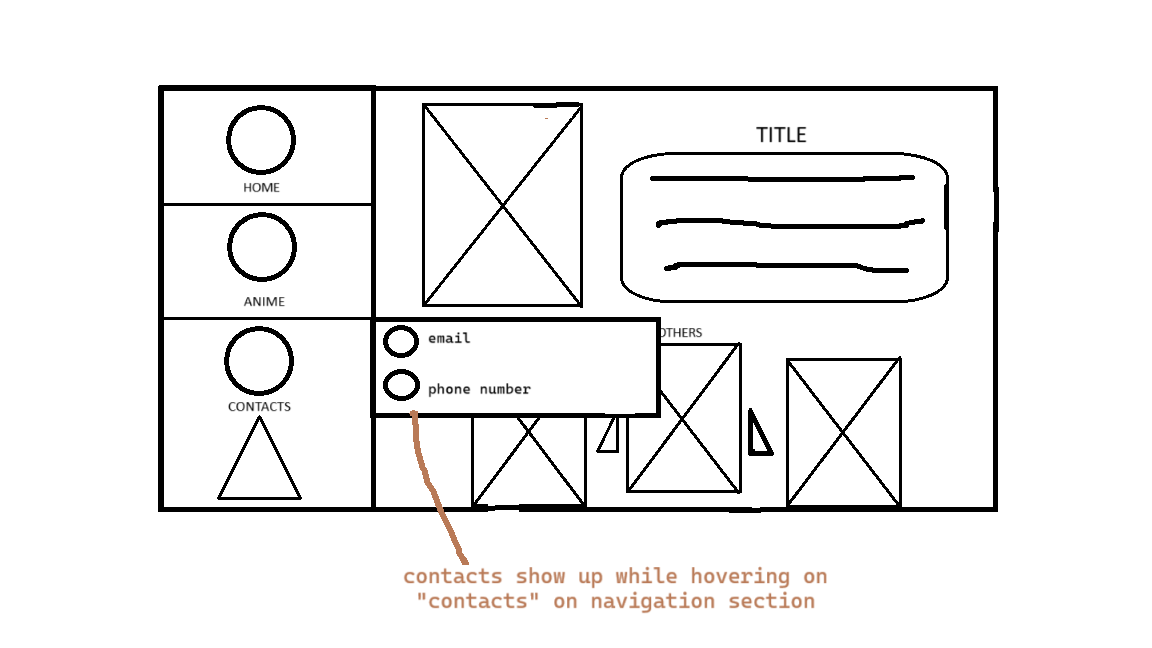 HOME
ANIME
CONTACTS
TITLE
email
phone number
OTHERS
contacts show up while hovering on
"contacts" on navigation section